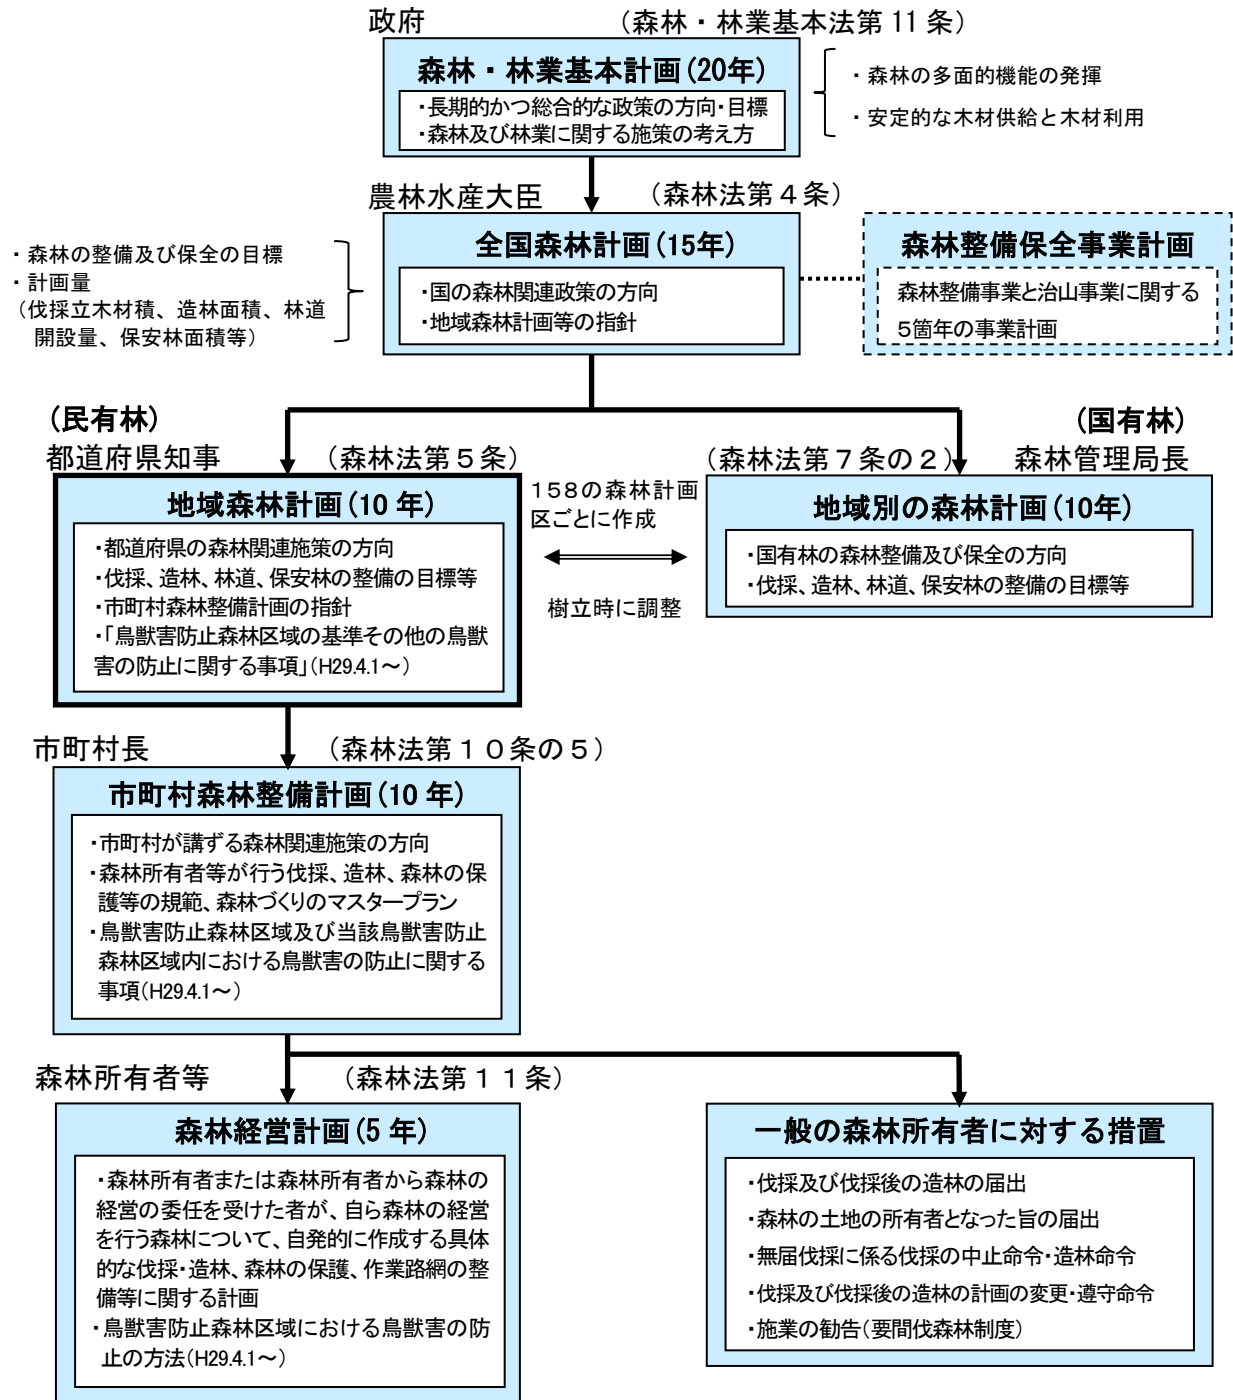 政府 (森林・林業基本法第11条)
森林・林業基本計画(20年)
・長期的かつ総合的な政策の方向・目標
・森林及び林業に関する施策の考え方
・森林の多面的機能の発揮
・安定的な木材供給と木材利用
農林水産大臣 (森林法第4条)
全国森林計画(15年)
・国の森林関連政策の方向
・地域森林計画等の指針
・森林の整備及び保全の目標
・計画量
(伐採立木材積、造林面積、林道
開設量、保安林面積等)
森林整備保全事業計画
森林整備事業と治山事業に関する
5箇年の事業計画
(民有林)
都道府県知事 (森林法第5条)
地域森林計画(10年)
・都道府県の森林関連施策の方向
・伐採、造林、林道、保安林の整備の目標等
・市町村森林整備計画の指針
・「鳥獣害防止森林区域の基準その他の鳥獣
害の防止に関する事項」(H29.4.1～)
158の森林計画
区ごとに作成
樹立時に調整
(国有林)
(森林法第7条の2) 森林管理局長
地域別の森林計画(10年)
・国有林の森林整備及び保全の方向
・伐採、造林、林道、保安林の整備の目標等
市町村長 (森林法第10条の5)
市町村森林整備計画(10年)
・市町村が講ずる森林関連施策の方向
・森林所有者等が行う伐採、造林、森林の保
護等の規範、森林づくりのマスタープラン
・鳥獣害防止森林区域及び当該鳥獣害防止
森林区域内における鳥獣害の防止に関する
事項(H29.4.1～)
森林所有者等 (森林法第11条)
森林経営計画(5年)
・森林所有者または森林所有者から森林の
経営の委任を受けた者が、自ら森林の経営
を行う森林について、自発的に作成する具体
的な伐採・造林、森林の保護、作業路網の整
備等に関する計画
・鳥獣害防止森林区域における鳥獣害の防
止の方法(H29.4.1～)
一般の森林所有者に対する措置
・伐採及び伐採後の造林の届出
・森林の土地の所有者となった旨の届出
・無届伐採に係る伐採の中止命令・造林命令
・伐採及び伐採後の造林の計画の変更・遵守命令
・施業の勧告(要間伐森林制度)